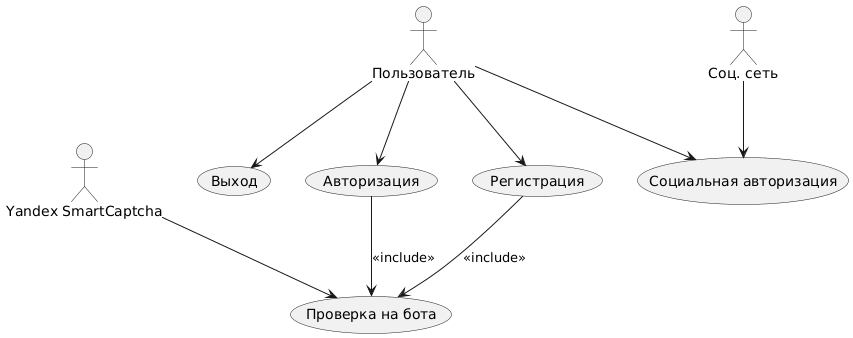 Пользователь
Соц. сеть
Yandex SmartCaptcha
Выход
Авторизация
Регистрация
Социальная авторизация
«include»
«include»
Проверка на бота